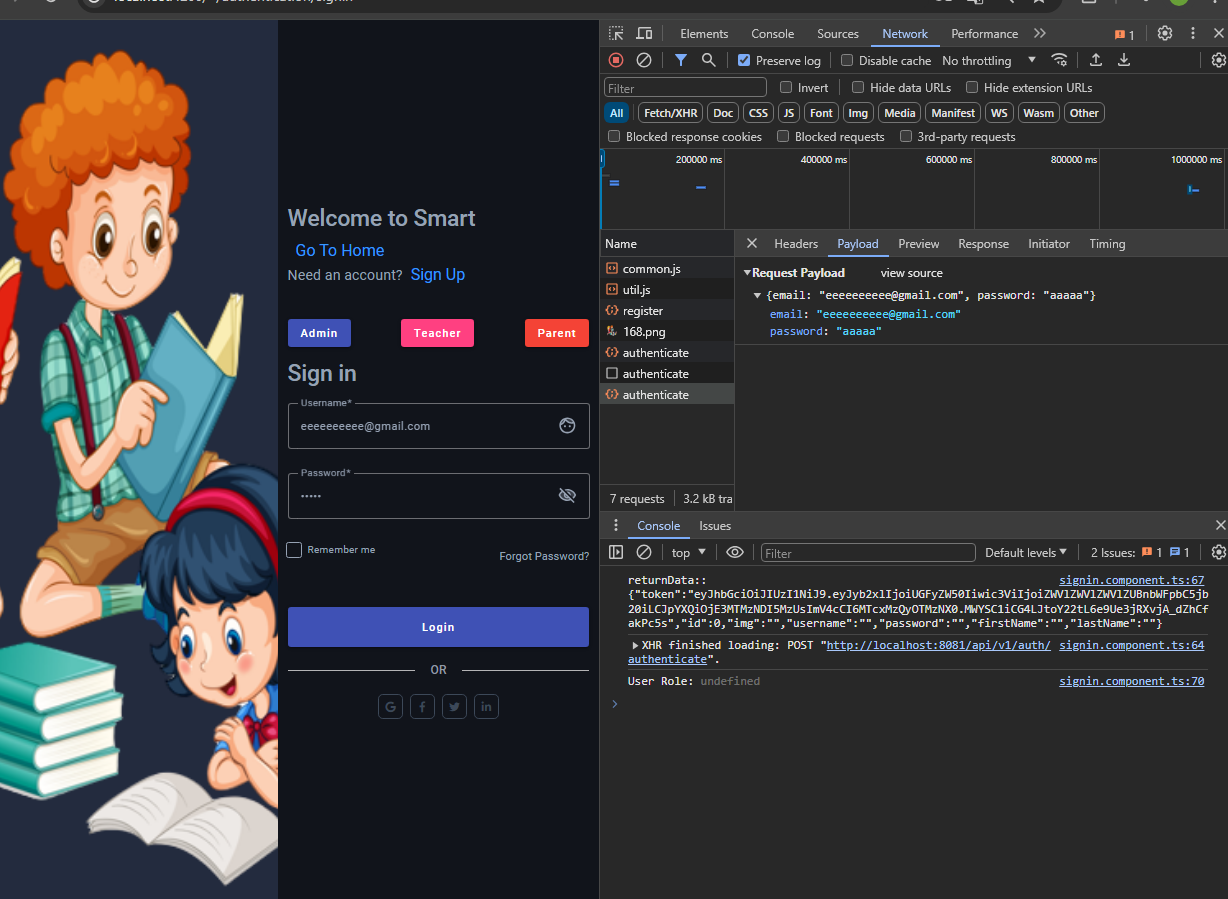 Welcome to Smart
Go To Home
Need an account? Sign Up
Admin
Teacher
Parent
Sign in
Username*
eeeeeeeeee@gmail.com
Password*
•••••
Remember me
Forgot Password?
Login
OR
Elements
Console
Sources
Network
Performance
1
Preserve log
Disable cache
No throttling
Filter
Invert
Hide data URLs
Hide extension URLs
All
Fetch/XHR
Doc
CSS
JS
Font
Img
Media
Manifest
WS
Wasm
Other
Blocked response cookies
Blocked requests
3rd-party requests
200000 ms
400000 ms
600000 ms
800000 ms
1000000 ms
Name
common.js
util.js
register
168.png
authenticate
authenticate
authenticate
7 requests
3.2 kB tra
Headers
Payload
Preview
Response
Initiator
Timing
Request Payload
view source
{email: "eeeeeeeeee@gmail.com", password: "aaaaa"}
email: "eeeeeeeeee@gmail.com"
password: "aaaaa"
Console
Issues
top
Filter
Default levels
2 Issues:
1
1
returnData::
signin.component.ts:67
{"token":"eyJhbGciOiJIUzI1NiJ9.eyJyb2xlIjoiUGFyZW50Iiwic3ViIjoiZWVlZWVlZWVlZUBnbWFpbC5jb
20iLCJpYXQiOjE3MTMzNDI5MzUsImV4cCI6MTcxMzQyOTMzNX0.MWYSC1iCG4LJtoY22tL6e9Ue3jRXvjA_dZhCf
akPc5s","id":0,"img":"","username":"","password":"","firstName":"","lastName":""}
XHR finished loading: POST "http://localhost:8081/api/v1/auth/
signin.component.ts:64
authenticate".
User Role: undefined
signin.component.ts:70